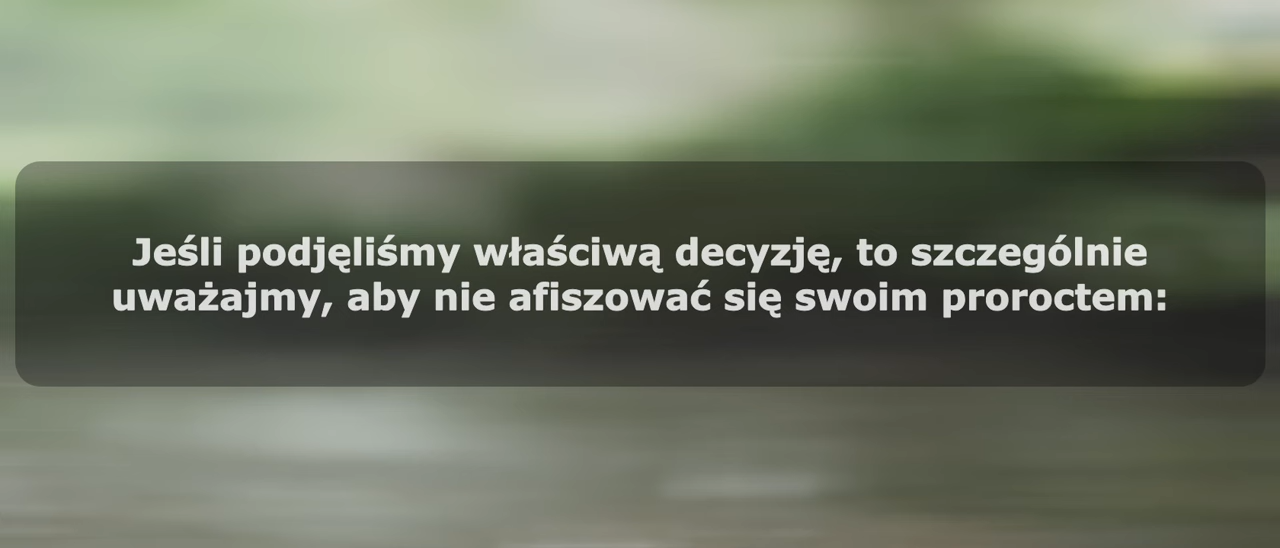 Jeśli podjęliśmy właściwą decyzję, to szczególnie
uważajmy, aby nie afiszować się swoim proroctem: